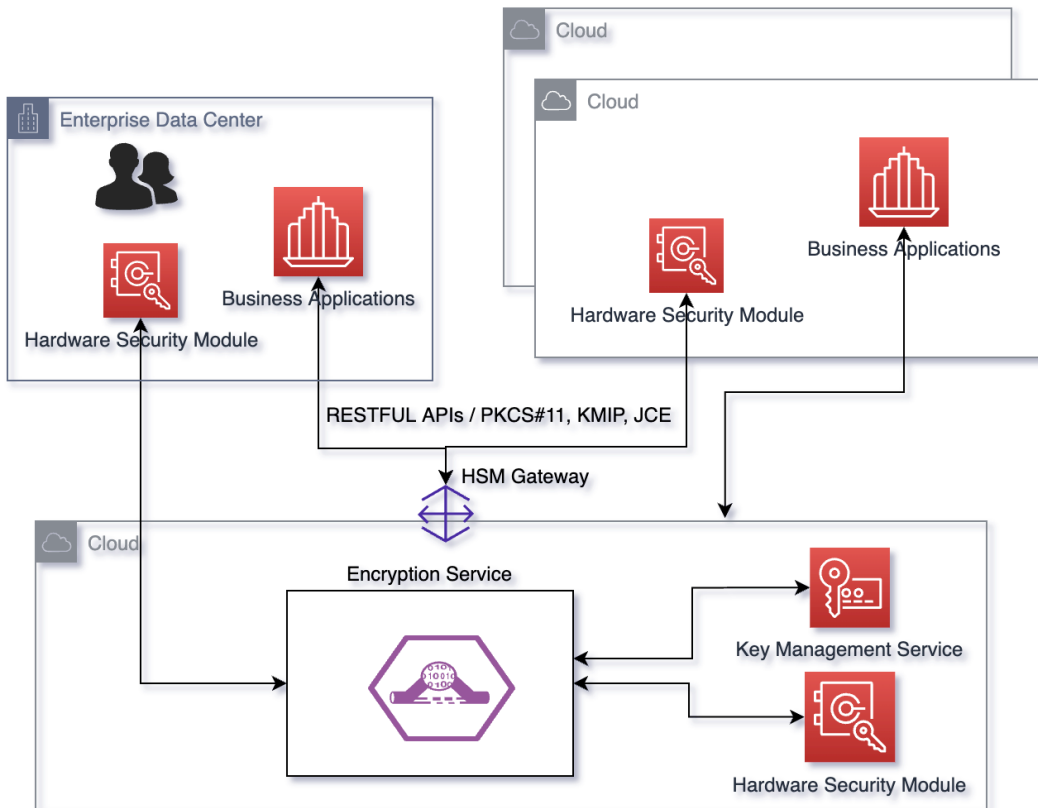 Cloud
Cloud
Enterprise Data Center
Business Applications
Hardware Security Module
Business Applications
Hardware Security Module
RESTFUL APIs / PKCS#11, KMIP, JCE
HSM Gateway
Cloud
Encryption Service
Key Management Service
Hardware Security Module